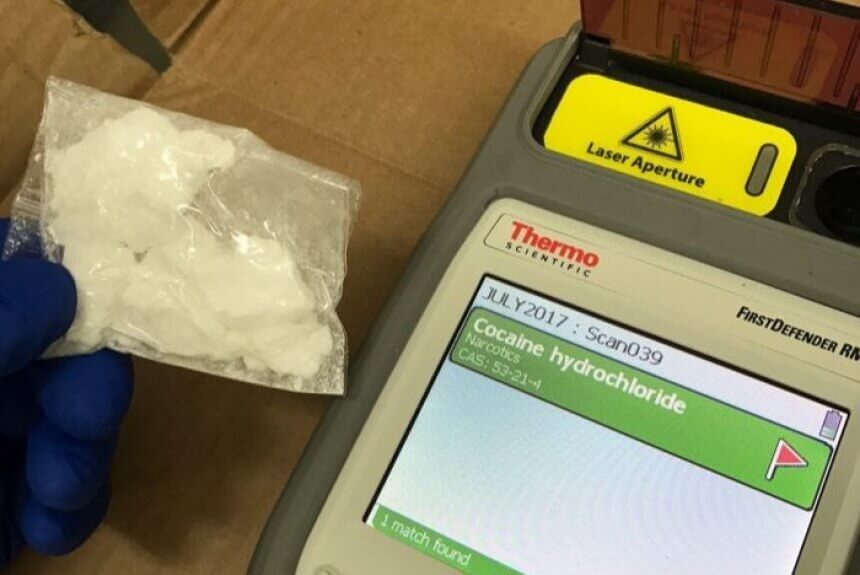 Laser Aperture
Thermo
SCIENTIFIC
FIRSTDEFENDER RM
JULY2017 : Scan039
Cocaine hydrochloride
Narcotics
CAS: 53-21-4
1 match found